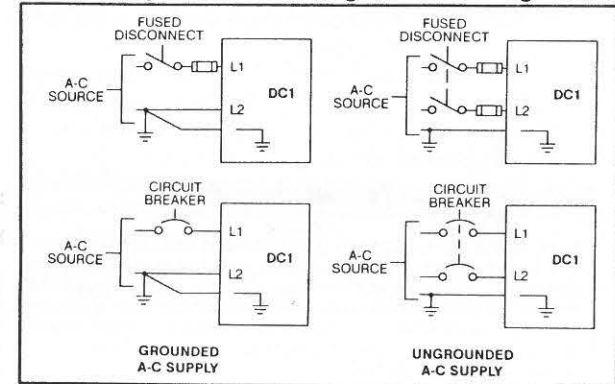 FUSED
DISCONNECT
A-C
SOURCE
L1
L2
DC1
FUSED
DISCONNECT
A-C
SOURCE
L1
L2
DC1
CIRCUIT
BREAKER
A-C
SOURCE
L1
L2
DC1
CIRCUIT
BREAKER
A-C
SOURCE
L1
L2
DC1
GROUNDED
A-C SUPPLY
UNGROUNDED
A-C SUPPLY